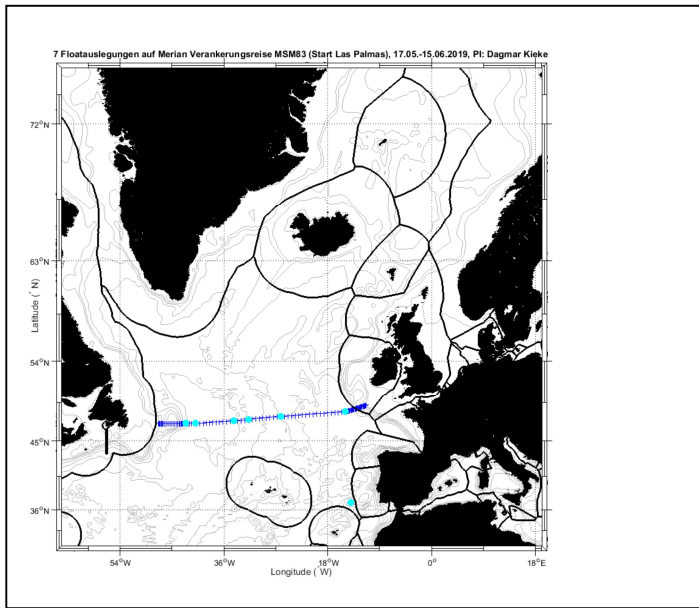 7 Floatauslegungen auf Merian Verankerungsreise MSM83 (Start Las Palmas), 17.05.-15.06.2019, PI: Dagmar Kieke
72°N
63°N
54°N
45°N
36°N
Latitude (° N)
54°W
36°W
18°W
0°
18°E
Longitude (° W)